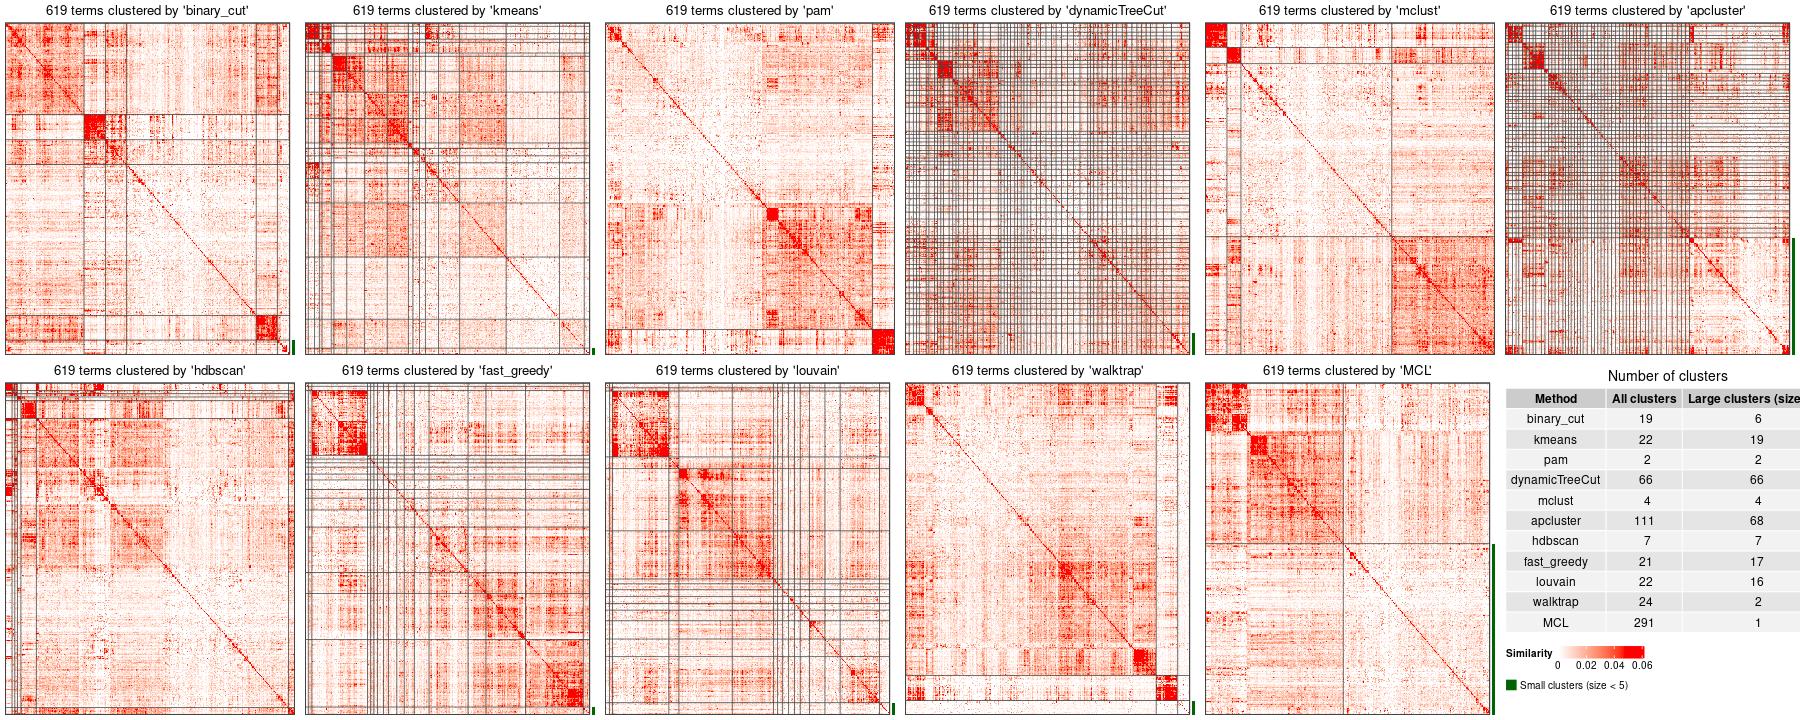 619 terms clustered by 'binary_cut'
619 terms clustered by 'kmeans'
619 terms clustered by 'pam'
619 terms clustered by 'dynamicTreeCut'
619 terms clustered by 'mclust'
619 terms clustered by 'apcluster'
619 terms clustered by 'hdbscan'
619 terms clustered by 'fast_greedy'
619 terms clustered by 'louvain'
619 terms clustered by 'walktrap'
619 terms clustered by 'MCL'
Number of clusters
Method All clusters Large clusters (size
binary_cut 19 6
kmeans 22 19
pam 2 2
dynamicTreeCut 66 66
mclust 4 4
apcluster 111 68
hdbscan 7 7
fast_greedy 21 17
louvain 22 16
walktrap 24 2
MCL 291 1
Similarity
0 0.02 0.04 0.06
Small clusters (size < 5)